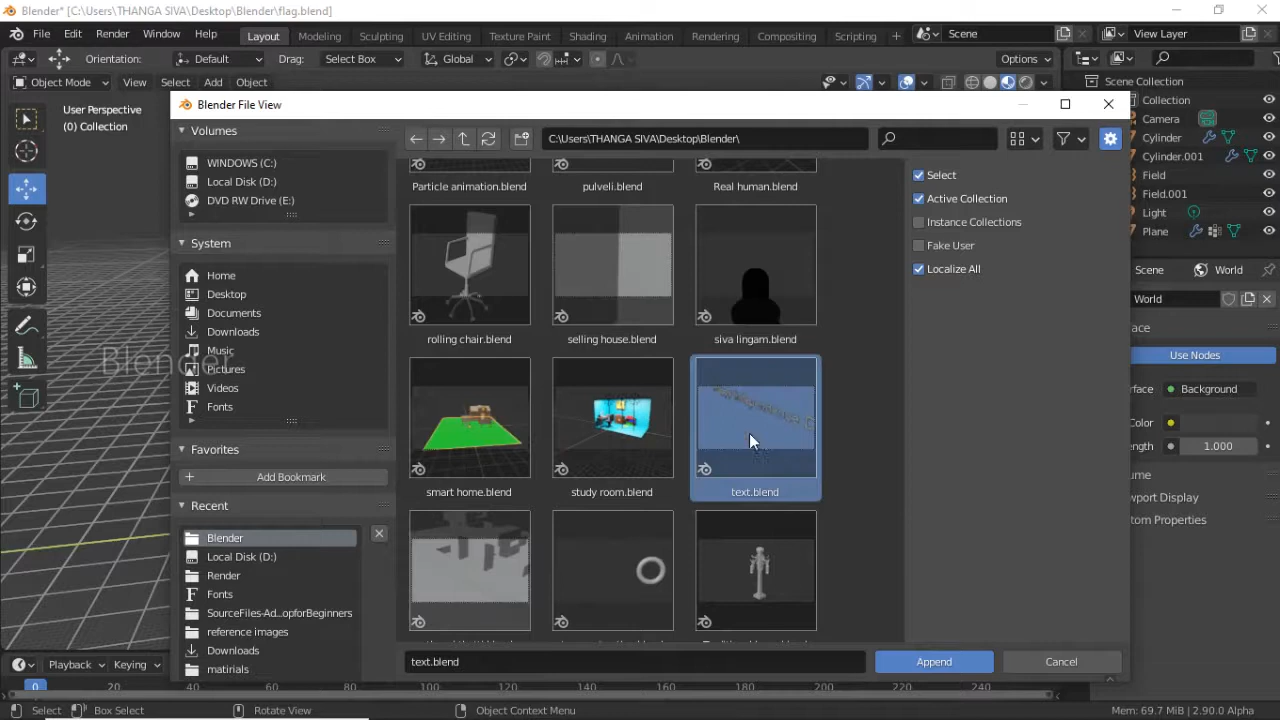 Blender* [C:\Users\THANGA SIVA\Desktop\Blender\flag.blend]
File Edit Render Window Help Layout Modeling Sculpting UV Editing Texture Paint Shading Animation Rendering Compositing Scripting + Scene View Layer
Orientation: Default Drag: Select Box Global Options
Object Mode View Select Add Object
Scene Collection
User Perspective
(0) Collection
Collection
Camera
Cylinder
Cylinder.001
Field
Field.001
Light
Plane
Scene World
World
Use Nodes
Background
Color
1.000
Blender File View
Volumes
WINDOWS (C:)
Local Disk (D:)
DVD RW Drive (E:)
System
Home
Desktop
Documents
Downloads
Music
Pictures
Videos
Fonts
Favorites
Add Bookmark
Recent
Blender
Local Disk (D:)
Render
Fonts
SourceFiles-Ad...opforBeginners
reference images
Downloads
matirials
C:\Users\THANGA SIVA\Desktop\Blender\
Particle animation.blend pulveli.blend Real human.blend
rolling chair.blend selling house.blend siva lingam.blend
smart home.blend study room.blend text.blend
Select
Active Collection
Instance Collections
Fake User
Localize All
text.blend Append Cancel
Blender
Playback Keying
0 20 40 60 80 100 120 140 160 180 200 220 240
Select Box Select Rotate View Object Context Menu Mem: 69.7 MiB | 2.90.0 Alpha